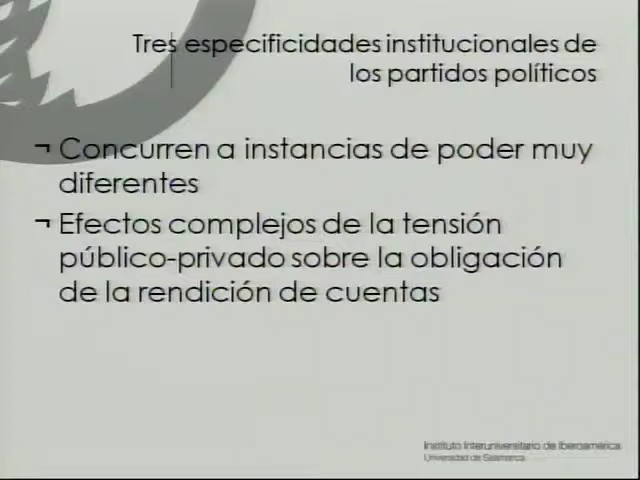 Tres especificidades institucionales de
los partidos políticos
¬ Concurren a instancias de poder muy
diferentes
¬ Efectos complejos de la tensión
público-privado sobre la obligación
de la rendición de cuentas
Instituto Interuniversitario de Iberoamérica
Universidad de Salamanca